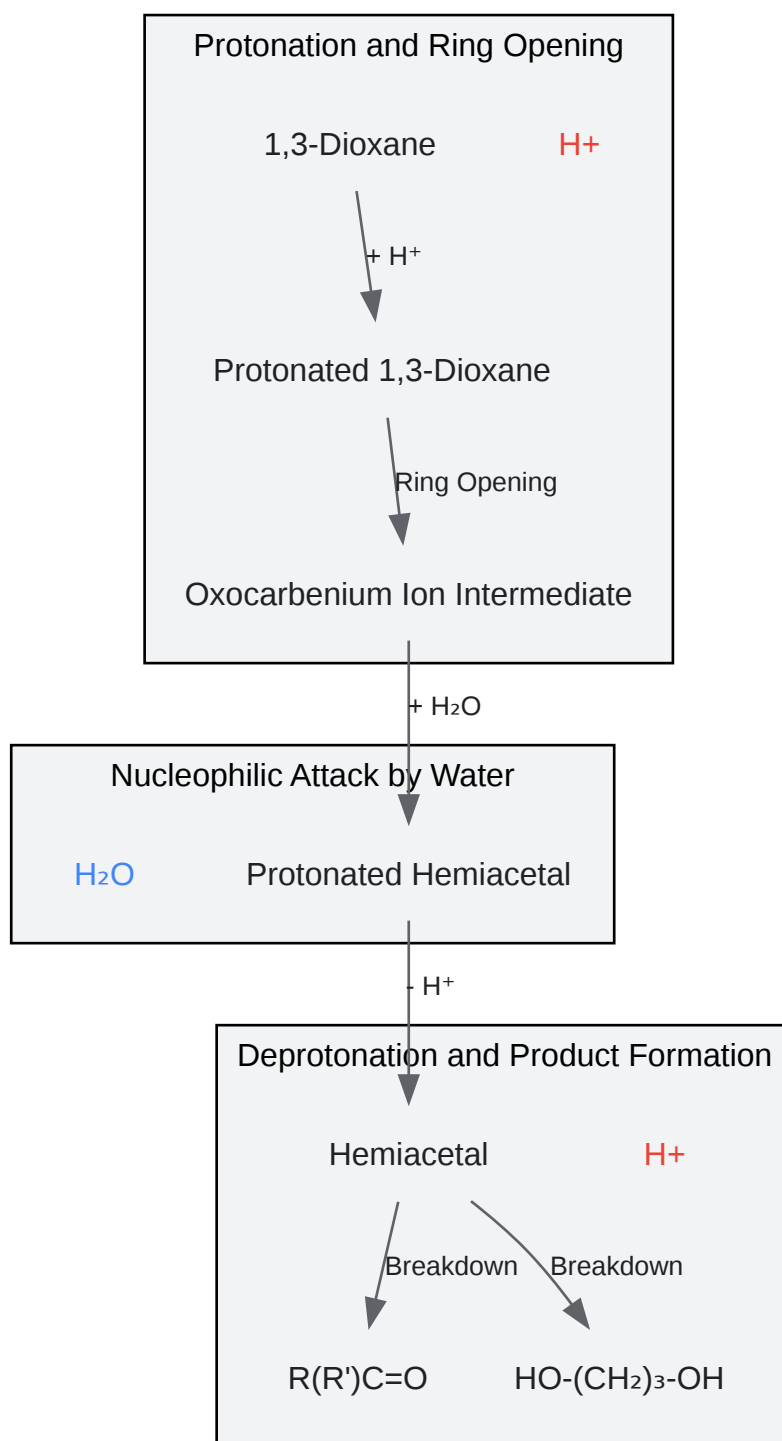 Protonation and Ring Opening
1,3-Dioxane
H+
+ H⁺
Protonated 1,3-Dioxane
Ring Opening
Oxocarbenium Ion Intermediate
+ H₂O
Nucleophilic Attack by Water
H₂O
Protonated Hemiacetal
- H⁺
Deprotonation and Product Formation
Hemiacetal
H+
Breakdown
Breakdown
R(R')C=O
HO-(CH₂)₃-OH